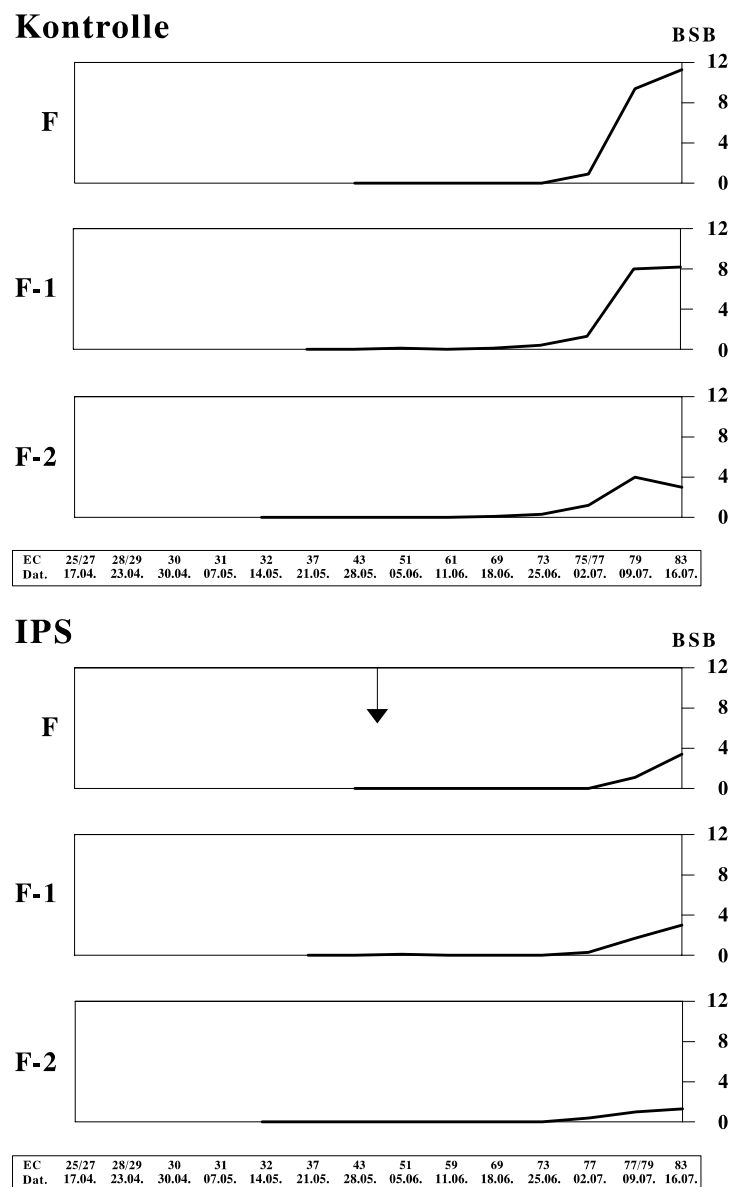 Kontrolle
BSB
F
12
8
4
0
F-1
12
8
4
0
F-2
12
8
4
0
EC 25/27 28/29 30 31 32 37 43 51 61 69 73 75/77 79 83
Dat. 17.04. 23.04. 30.04. 07.05. 14.05. 21.05. 28.05. 05.06. 11.06. 18.06. 25.06. 02.07. 09.07. 16.07.
IPS
BSB
F
12
8
4
0
F-1
12
8
4
0
F-2
12
8
4
0
EC 25/27 28/29 30 31 32 37 43 51 59 69 73 77 77/79 83
Dat. 17.04. 23.04. 30.04. 07.05. 14.05. 21.05. 28.05. 05.06. 11.06. 18.06. 25.06. 02.07. 09.07. 16.07.